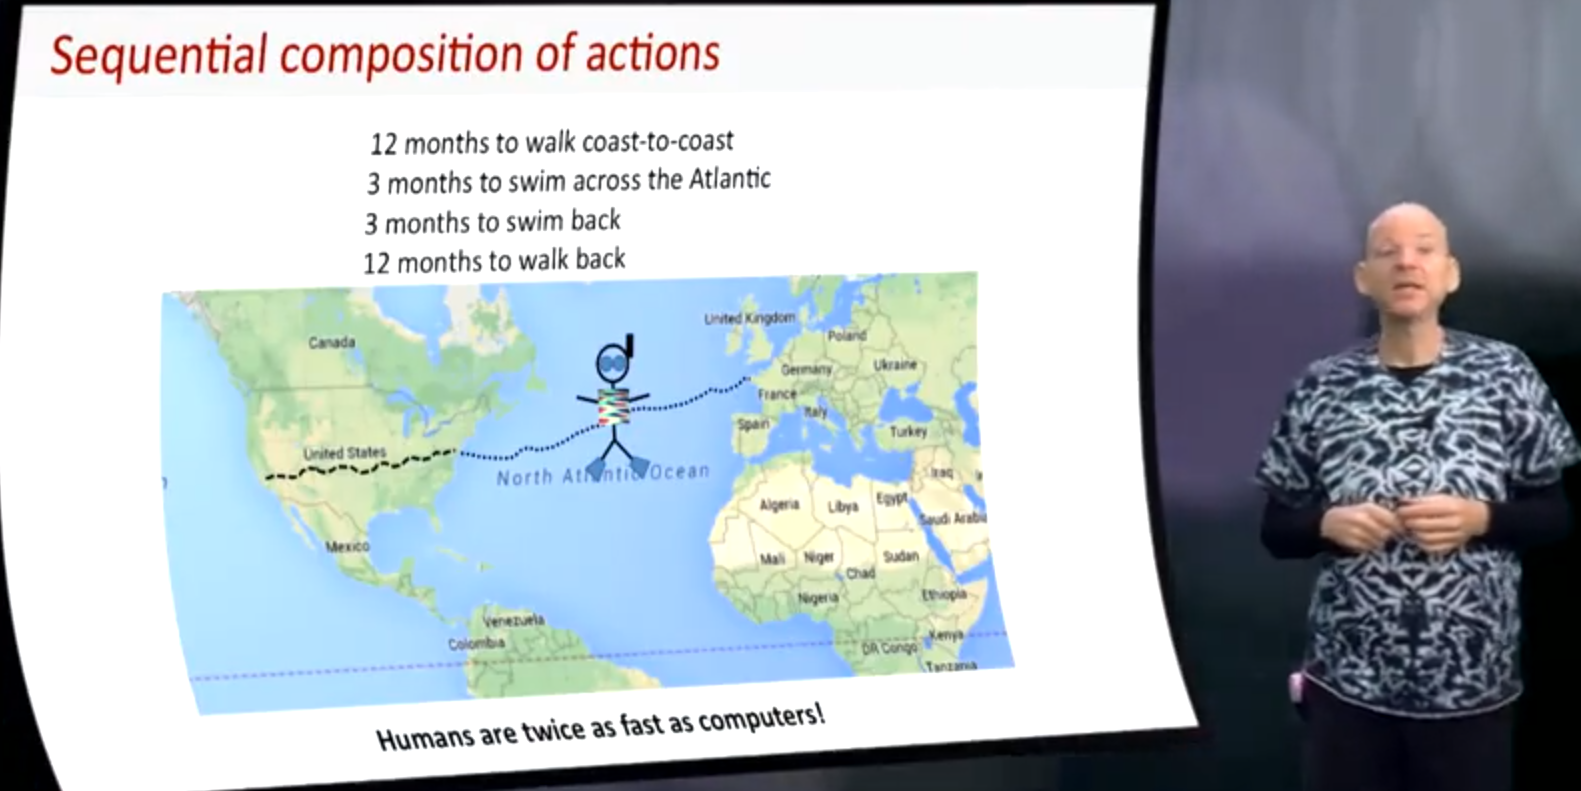 Sequential composition of actions
12 months to walk coast-to-coast
3 months to swim across the Atlantic
3 months to swim back
12 months to walk back
Canada
United Kingdom
Poland
Germany
Ukraine
France
Italy
Spain
Turkey
United States
North Atlantic Ocean
Iraq
Algeria
Libya
Egypt
Saudi Arabi
Mexico
Mali
Niger
Sudan
Chad
Nigeria
Ethiopia
Venezuela
Colombia
Kenya
DR Congo
Tanzania
Humans are twice as fast as computers!